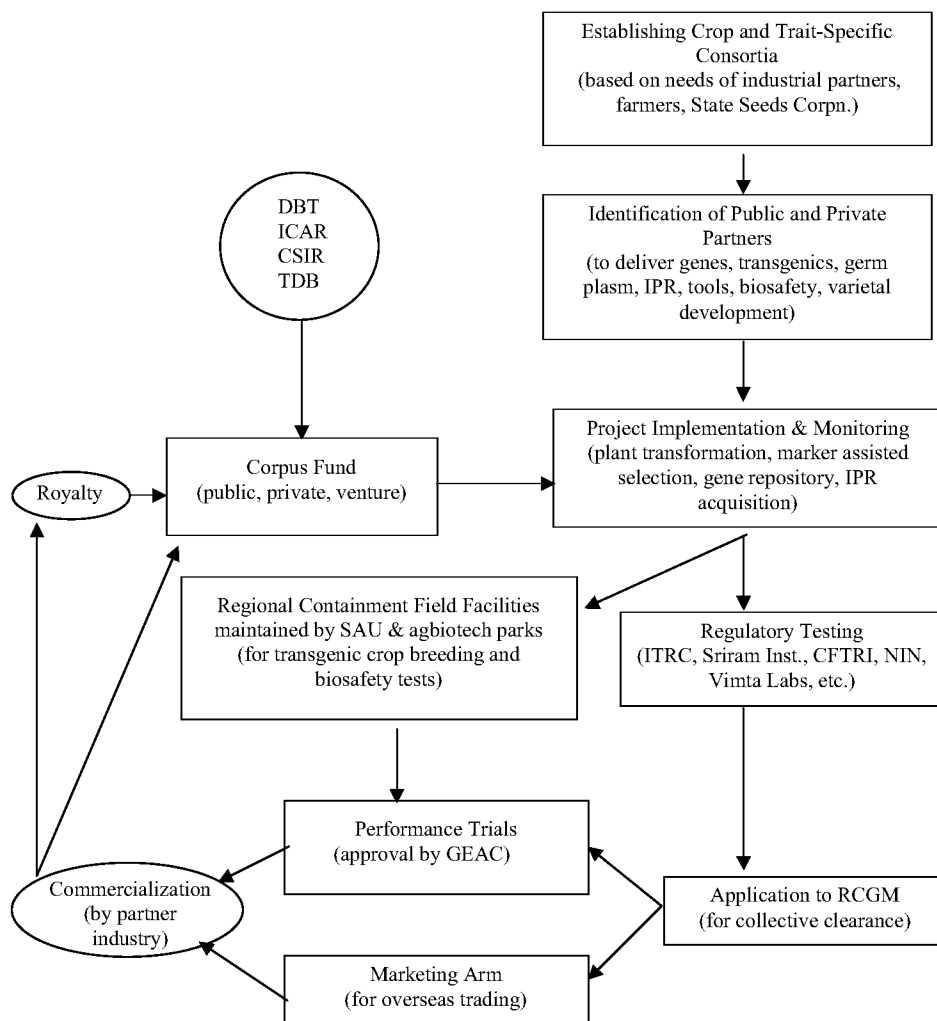 Establishing Crop and Trait-Specific
Consortia
(based on needs of industrial partners,
farmers, State Seeds Corpn.)
DBT
ICAR
CSIR
TDB
Identification of Public and Private
Partners
(to deliver genes, transgenics, germ
plasm, IPR, tools, biosafety, varietal
development)
Project Implementation & Monitoring
(plant transformation, marker assisted
selection, gene repository, IPR
acquisition)
Corpus Fund
(public, private, venture)
Royalty
Regional Containment Field Facilities
maintained by SAU & agbiotech parks
(for transgenic crop breeding and
biosafety tests)
Regulatory Testing
(ITRC, Sriram Inst., CFTRI, NIN,
Vimta Labs, etc.)
Performance Trials
(approval by GEAC)
Commercialization
(by partner
industry)
Application to RCGM
(for collective clearance)
Marketing Arm
(for overseas trading)